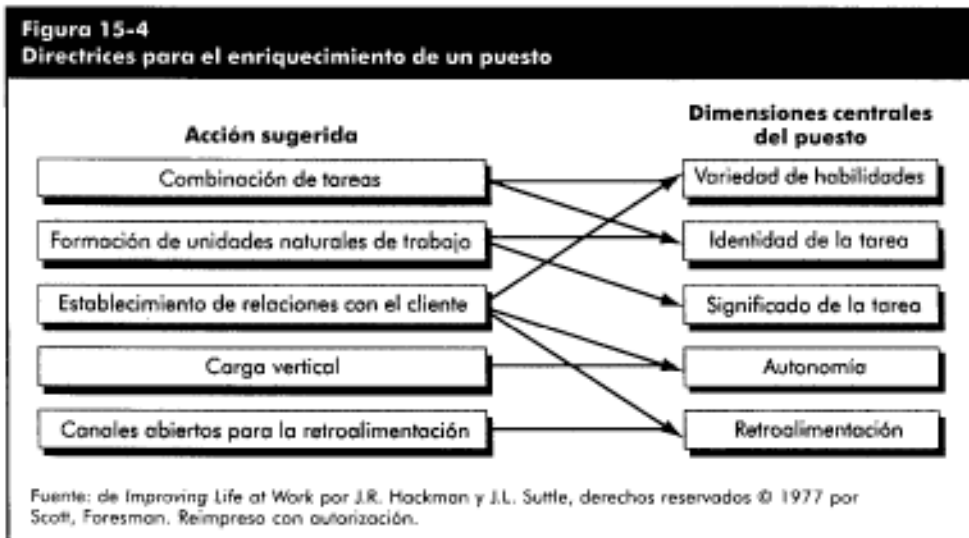 Figura 15-4
Directrices para el enriquecimiento de un puesto
Acción sugerida
Dimensiones centrales
del puesto
Combinación de tareas
Variedad de habilidades
Formación de unidades naturales de trabajo
Identidad de la tarea
Establecimiento de relaciones con el cliente
Significado de la tarea
Carga vertical
Autonomía
Canales abiertos para la retroalimentación
Retroalimentación
Fuente: de Improving Life at Work por J.R. Hackman y J.L. Suttle, derechos reservados © 1977 por
Scott, Foresman. Reimpreso con autorización.